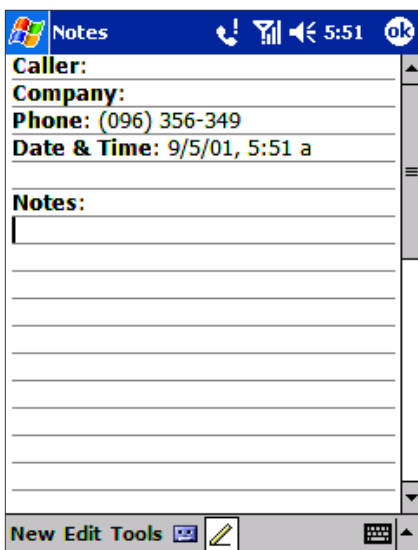 Notes 5:51 ok
Caller:
Company:
Phone: (096) 356-349
Date & Time: 9/5/01, 5:51 a
Notes:
New Edit Tools